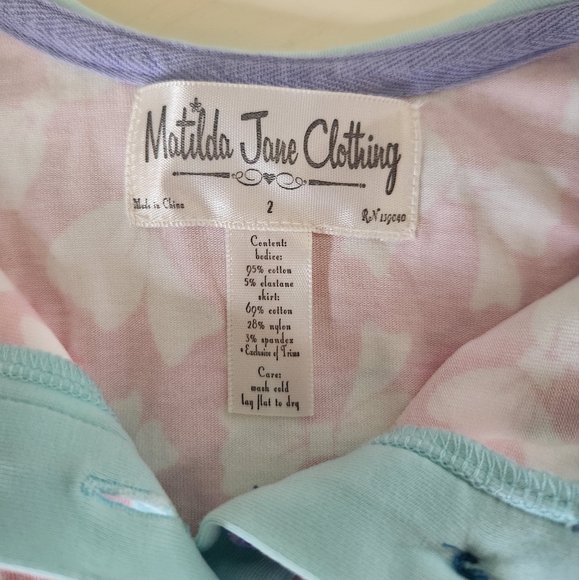 Matilda Jane Clothing
Made in China 2 RN 139040
Content:
bodice:
95% cotton
5% elastane
skirt:
69% cotton
28% nylon
3% spandex
*Exclusive of Trims
Care:
wash cold
lay flat to dry